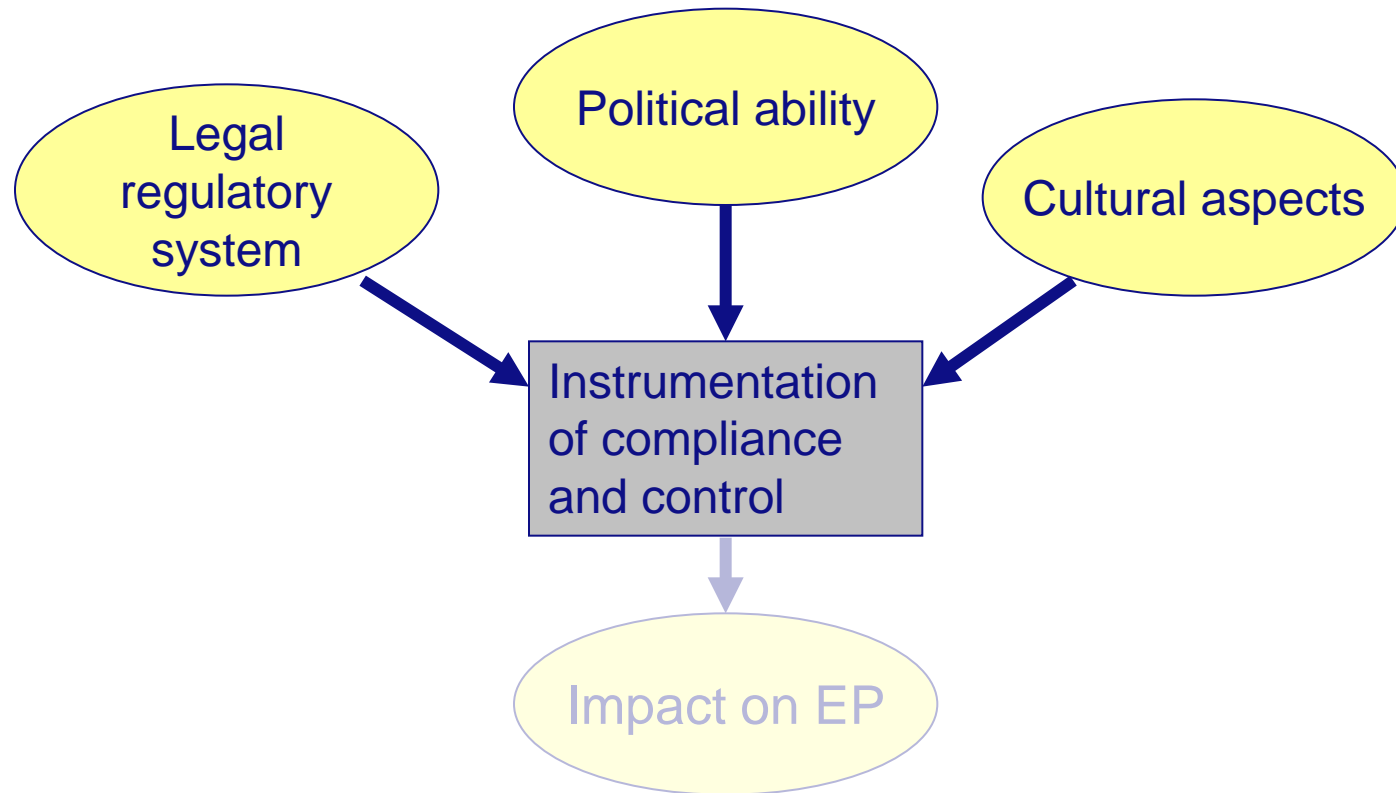 Political ability
Legal
regulatory
system
Cultural aspects
Instrumentation
of compliance
and control
Impact on EP